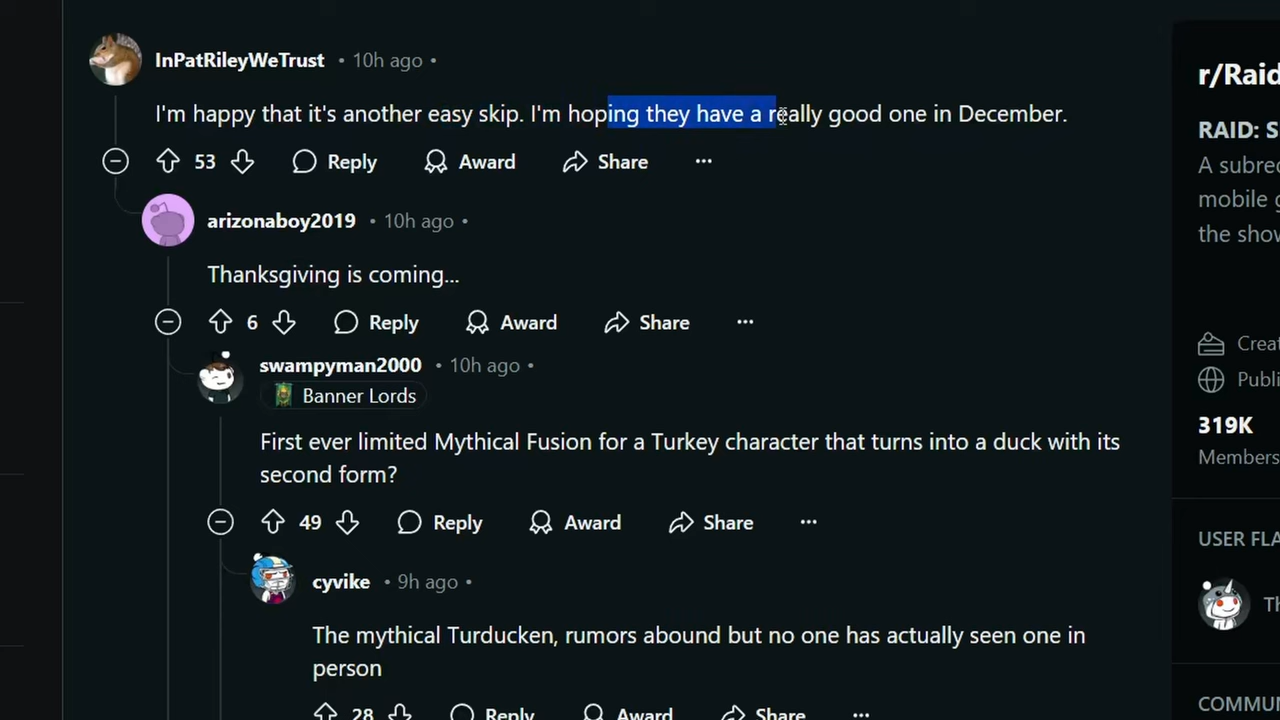 InPatRileyWeTrust • 10h ago •
I'm happy that it's another easy skip. I'm hoping they have a really good one in December.
53 Reply Award Share ...
arizonaboy2019 • 10h ago •
Thanksgiving is coming...
6 Reply Award Share ...
swampyman2000 • 10h ago •
Banner Lords
First ever limited Mythical Fusion for a Turkey character that turns into a duck with its
second form?
49 Reply Award Share ...
cyvike • 9h ago •
The mythical Turducken, rumors abound but no one has actually seen one in
person
28 Reply Award Share ...
r/Raid
RAID: S
A subred
mobile g
the show
Creat
Publi
319K
Members
USER FLA
Th
COMMU